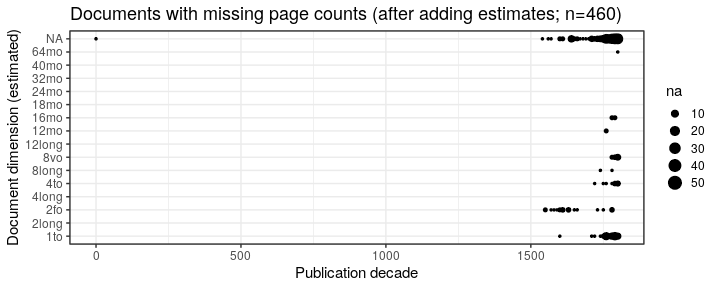 Documents with missing page counts (after adding estimates; n=460)
Document dimension (estimated)
NA
64mo
40mo
32mo
24mo
18mo
16mo
12mo
12long
8vo
8long
4to
4long
2fo
2long
1to
0
500
1000
1500
Publication decade
na
10
20
30
40
50